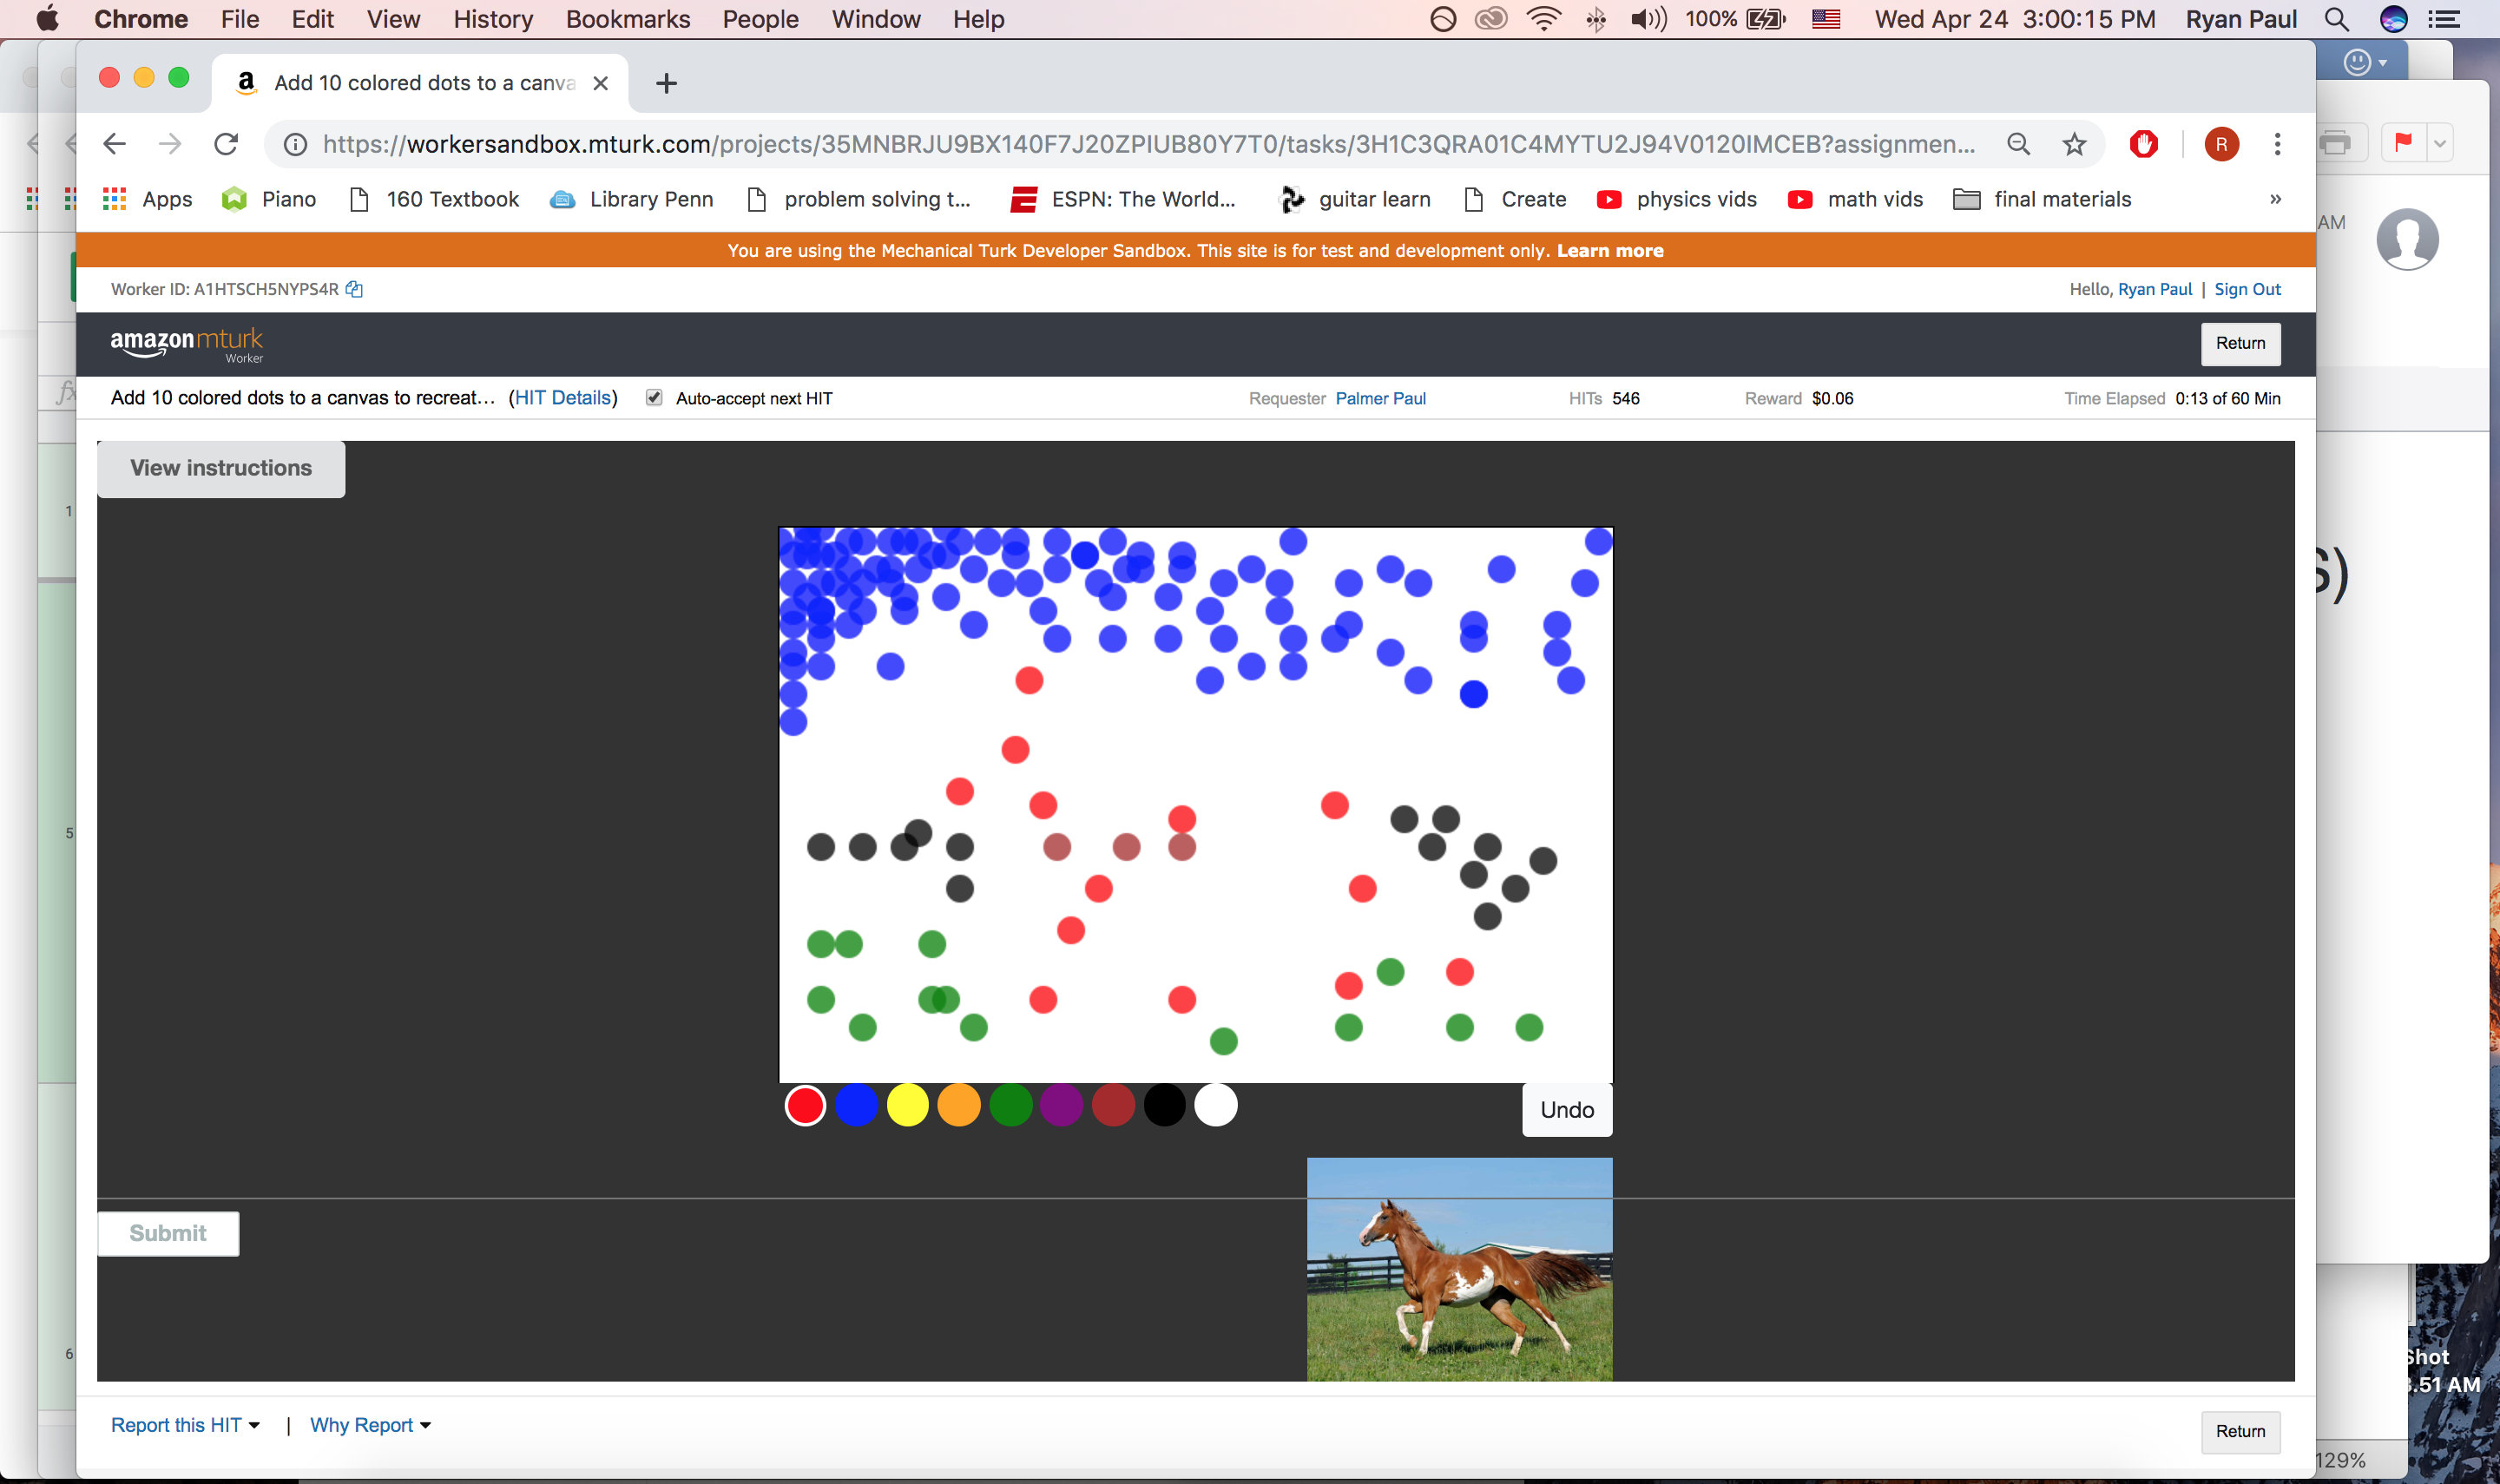 Chrome File Edit View History Bookmarks People Window Help 100% Wed Apr 24 3:00:15 PM Ryan Paul
Add 10 colored dots to a canva
https://workersandbox.mturk.com/projects/35MNBRJU9BX140F7J20ZPIUB80Y7T0/tasks/3H1C3QRA01C4MYTU2J94V0120IMCEB?assignmen... R
Apps Piano 160 Textbook Library Penn problem solving t... ESPN: The World... guitar learn Create physics vids math vids final materials »
AM
You are using the Mechanical Turk Developer Sandbox. This site is for test and development only. Learn more
Worker ID: A1HTSCH5NYPS4R Hello, Ryan Paul | Sign Out
amazonmturk
Worker
Return
fx
Add 10 colored dots to a canvas to recreat... (HIT Details) Auto-accept next HIT Requester Palmer Paul HITs 546 Reward $0.06 Time Elapsed 0:13 of 60 Min
View instructions
1
S)
5
Undo
Submit
6
Shot
.51 AM
Report this HIT | Why Report
Return
129%